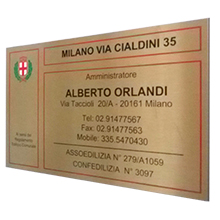 MILANO VIA CIALDINI 35
Amministratore
ALBERTO ORLANDI
Via Taccioli 20/A - 20161 Milano
Tel: 02.91477567
Fax: 02.91477563
Mobile: 335.5470430
ASSOEDILIZIA N° 279/A1059
CONFEDILIZIA N° 3097